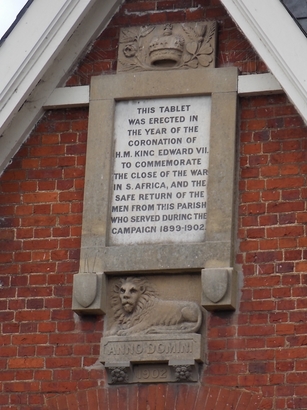 THIS TABLET
WAS ERECTED IN
THE YEAR OF THE
CORONATION OF
H.M. KING EDWARD VII.
TO COMMEMORATE
THE CLOSE OF THE WAR
IN S. AFRICA, AND THE
SAFE RETURN OF THE
MEN FROM THIS PARISH
WHO SERVED DURING THE
CAMPAIGN 1899-1902.
ANNO DOMINI
1902